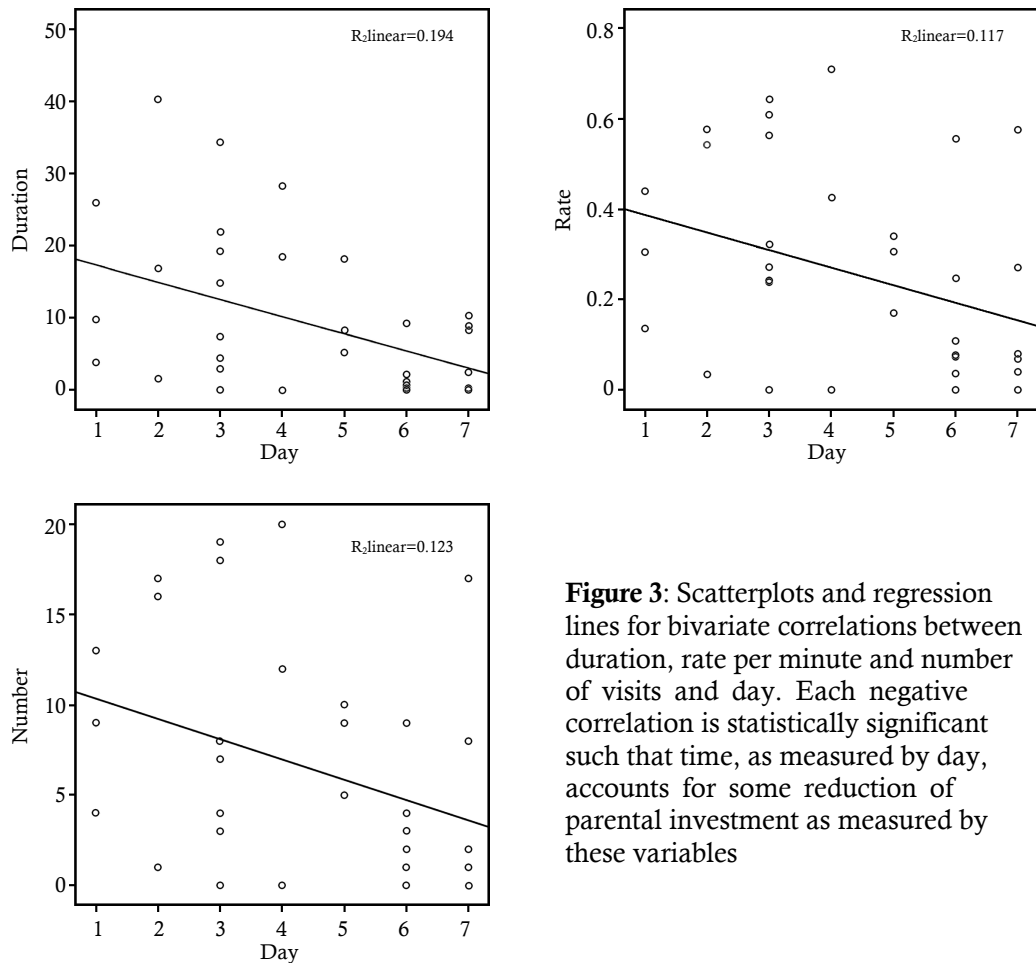 50
40
30
20
10
0
Duration
R2linear=0.194
1 2 3 4 5 6 7
Day
0.8
0.6
0.4
0.2
0
Rate
R2linear=0.117
1 2 3 4 5 6 7
Day
20
15
10
5
0
Number
R2linear=0.123
1 2 3 4 5 6 7
Day
Figure 3: Scatterplots and regression
lines for bivariate correlations between
duration, rate per minute and number
of visits and day. Each negative
correlation is statistically significant
such that time, as measured by day,
accounts for some reduction of
parental investment as measured by
these variables